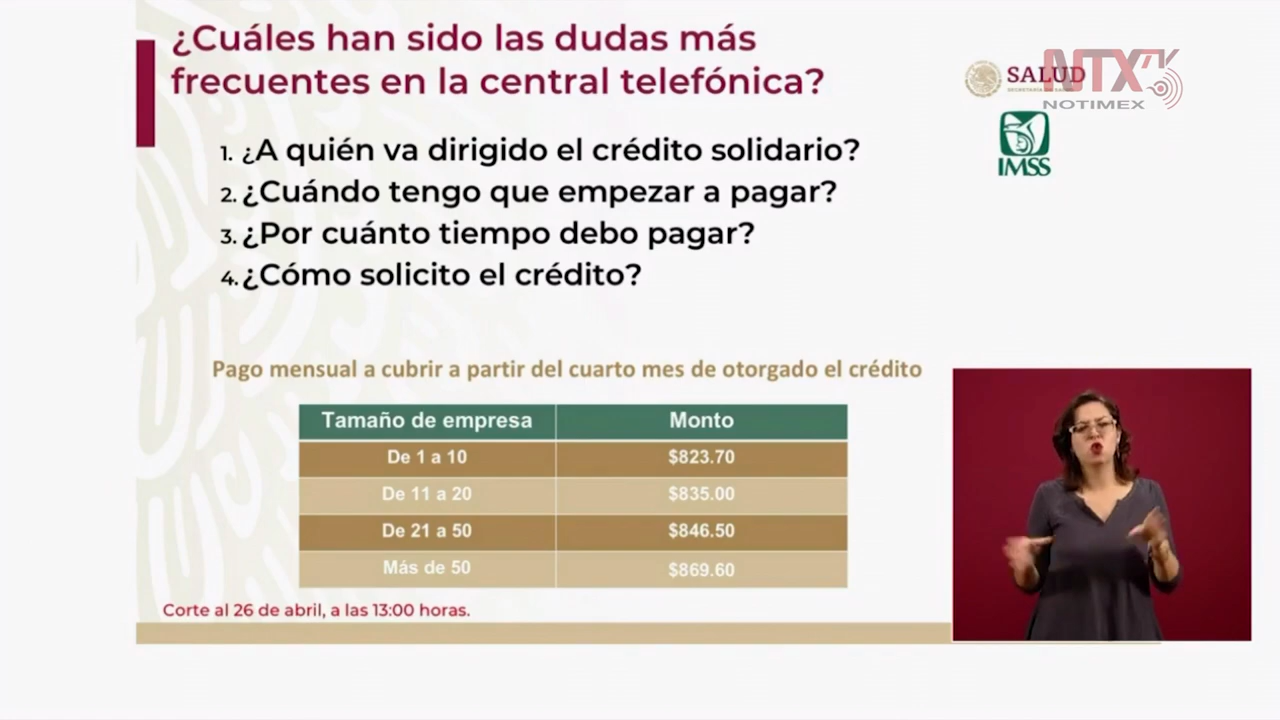 ¿Cuáles han sido las dudas más
frecuentes en la central telefónica?
SALUD
NTX
NOTIMEX
IMSS
1. ¿A quién va dirigido el crédito solidario?
2. ¿Cuándo tengo que empezar a pagar?
3. ¿Por cuánto tiempo debo pagar?
4. ¿Cómo solicito el crédito?
Pago mensual a cubrir a partir del cuarto mes de otorgado el crédito
Tamaño de empresa Monto
De 1 a 10 $823.70
De 11 a 20 $835.00
De 21 a 50 $846.50
Más de 50 $869.60
Corte al 26 de abril, a las 13:00 horas.